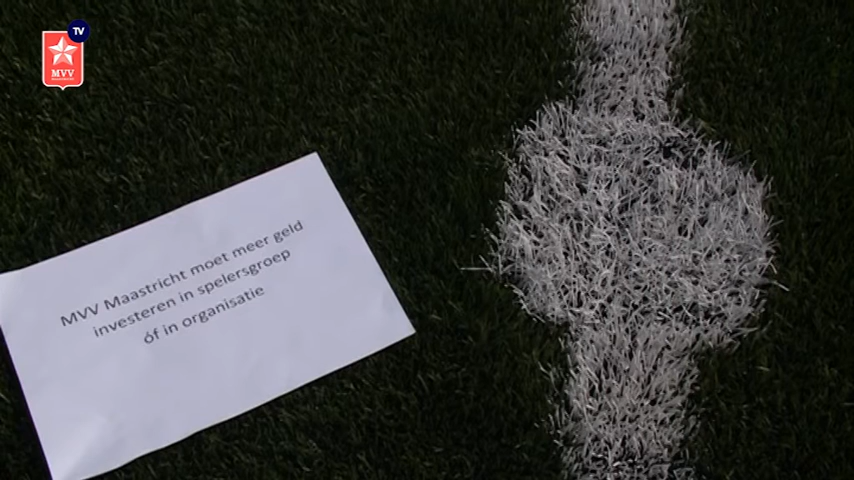 TV
MVV
MVV Maastricht moet meer geld
investeren in spelersgroep
óf in organisatie